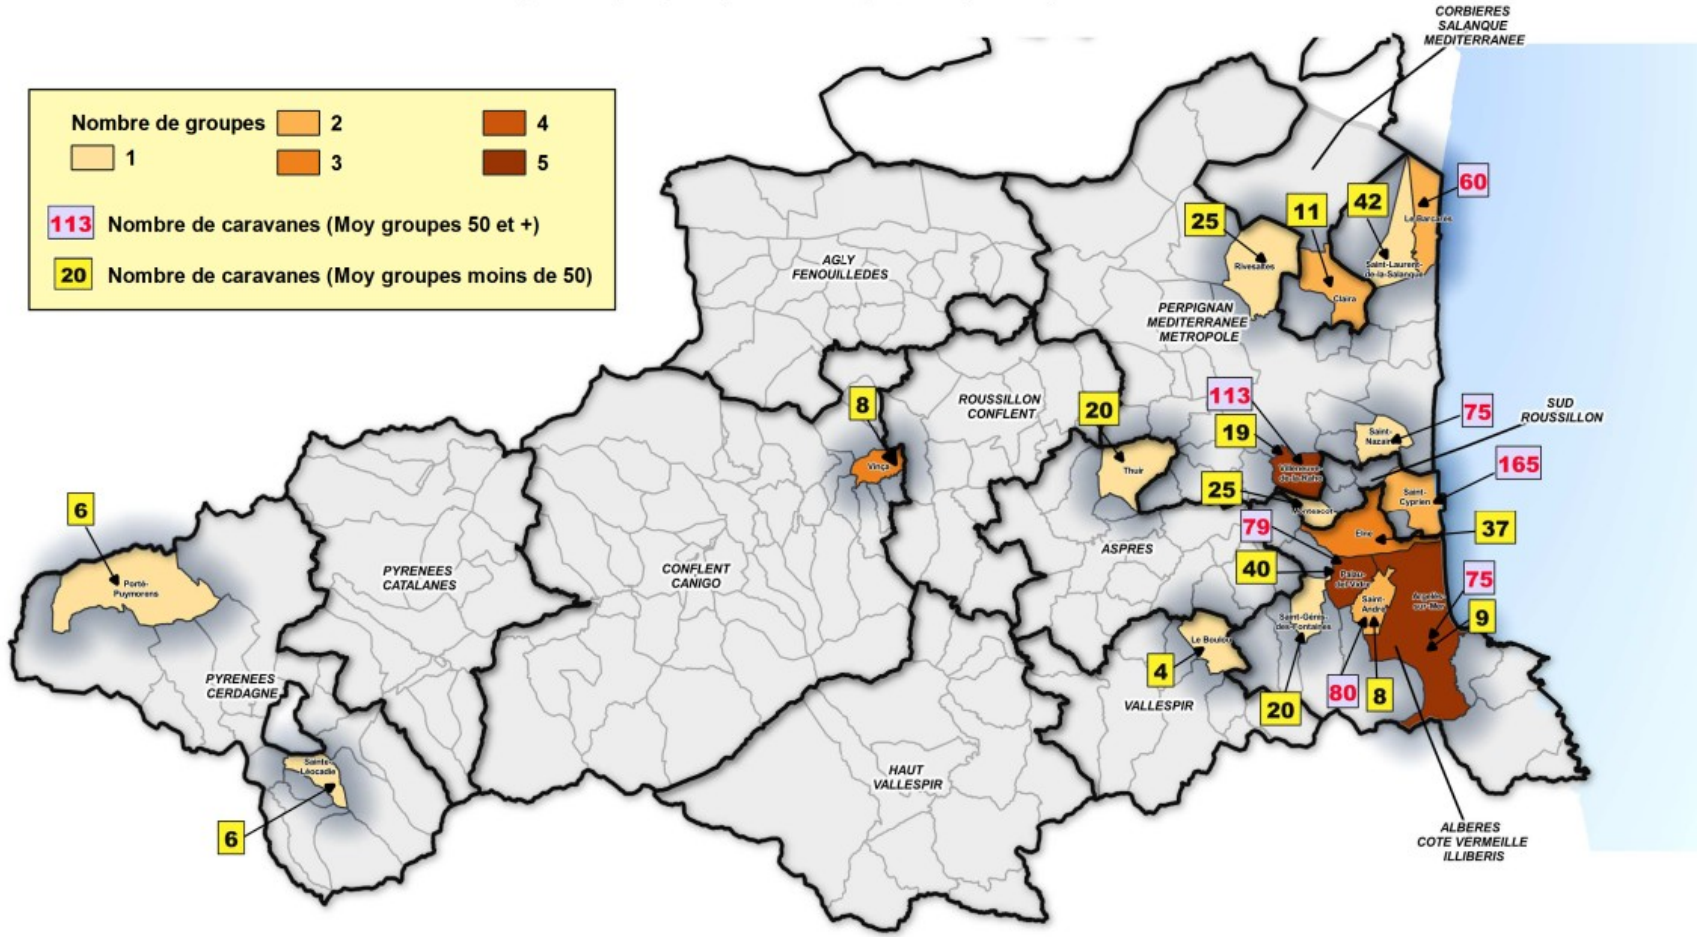 CORBIERES
SALANQUE
MEDITERRANEE
Nombre de groupes
1
2
3
4
5
113 Nombre de caravanes (Moy groupes 50 et +)
20 Nombre de caravanes (Moy groupes moins de 50)
60
42
11
25
Le Barcarès
Saint-Laurent-
de-la-Salanque
Rivesaltes
Claira
AGLY
FENOUILLEDES
PERPIGNAN
MEDITERRANEE
METROPOLE
ROUSSILLON
CONFLENT
SUD
ROUSSILLON
8
Vinça
20
Thuir
113
19
Villeneuve-
de-la-Raho
75
Saint-
Nazaire
165
Saint-
Cyprien
25
Montescot
79
37
Elne
40
Palau-
del-Vidre
75
9
Argelès-
sur-Mer
Saint-
André
80
8
Saint-Génis-
des-Fontaines
20
Le Boulou
4
ASPRES
VALLESPIR
6
Porté-
Puymorens
PYRENEES
CATALANES
CONFLENT
CANIGO
PYRENEES
CERDAGNE
Sainte-
Léocadie
6
HAUT
VALLESPIR
ALBERES
COTE VERMEILLE
ILLIBERIS